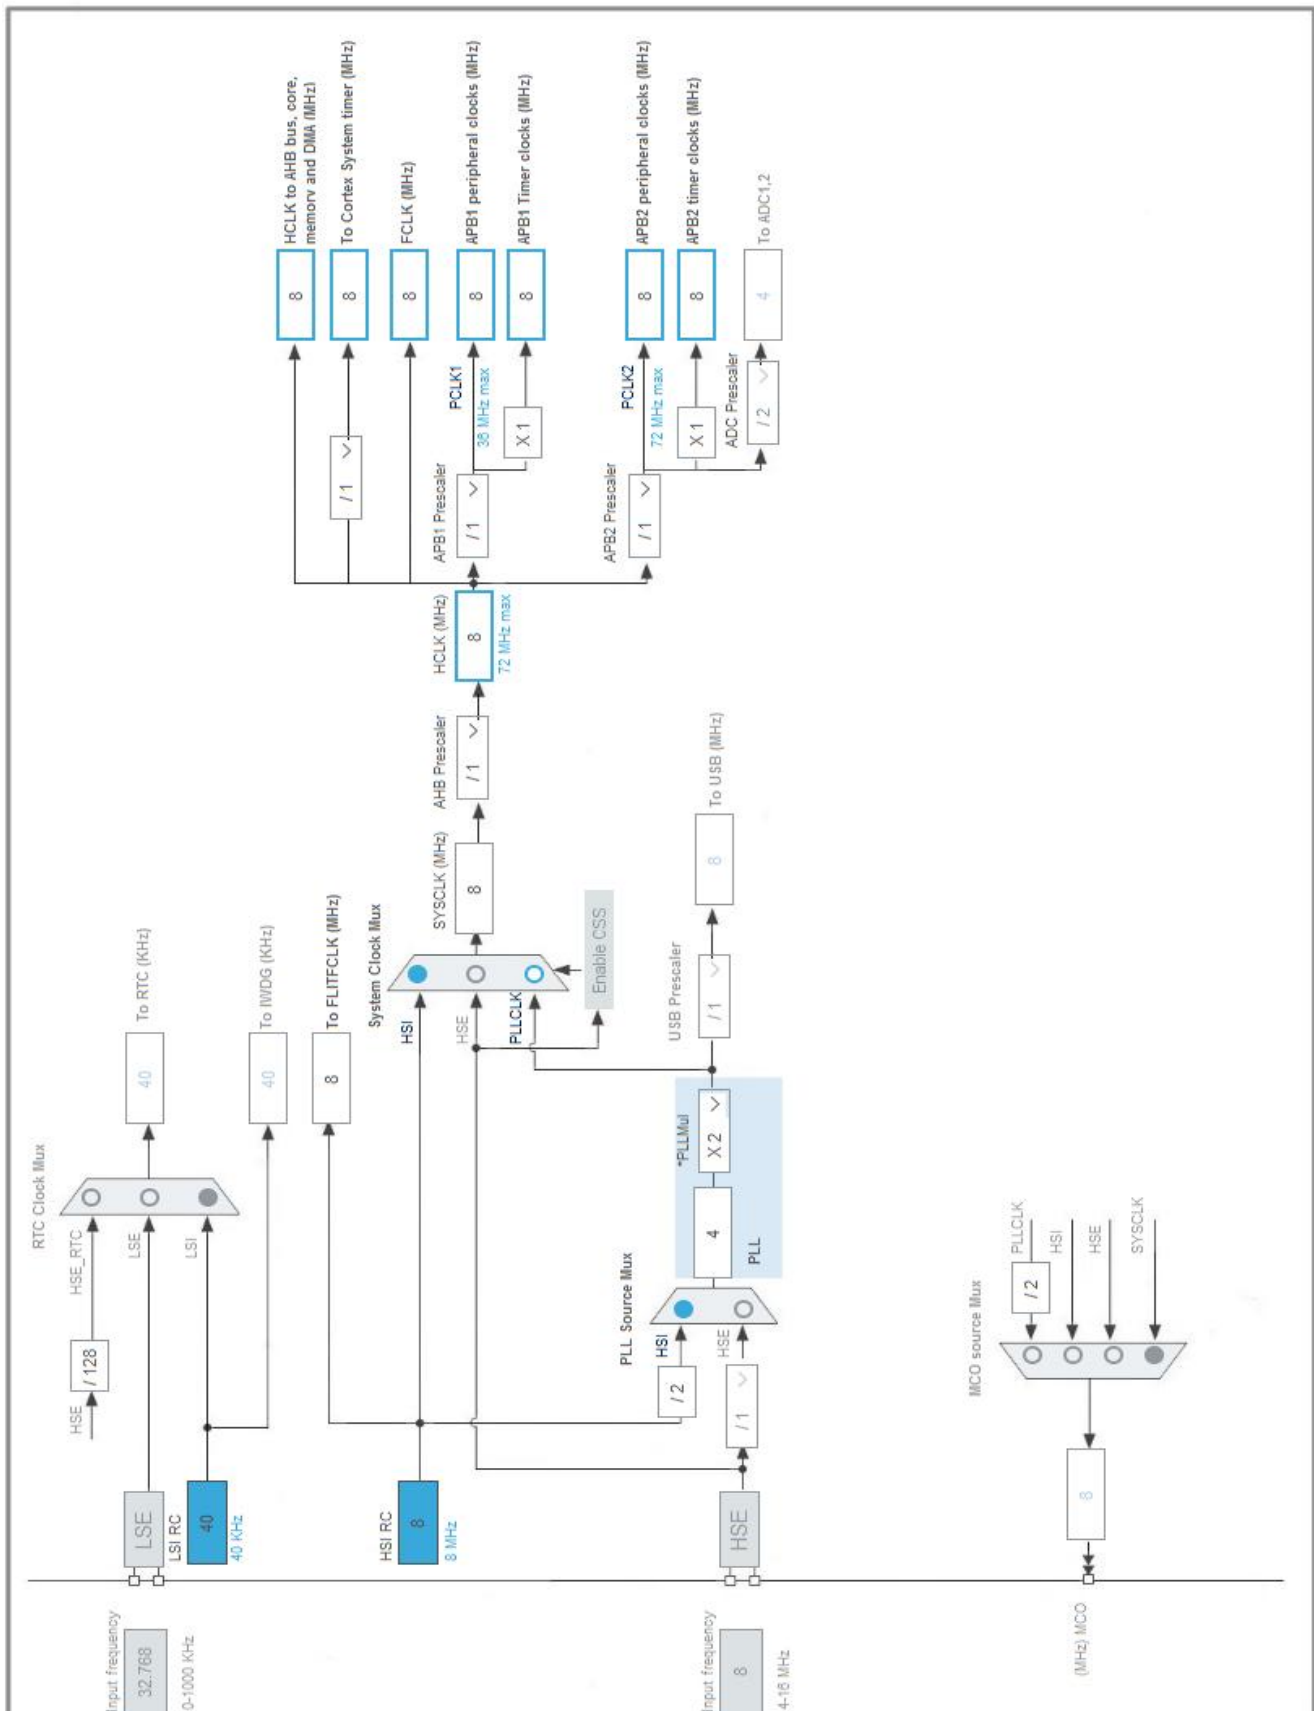 Input frequency
32.768
0-1000 KHz
LSE
LSI RC
40
40 KHz
HSE
/ 128
HSE_RTC
LSE
LSI
RTC Clock Mux
40
To RTC (KHz)
40
To IWDG (KHz)
8
To FLITFCLK (MHz)
HSI RC
8
8 MHz
Input frequency
8
4-16 MHz
HSE
/ 2
/ 1
HSI
HSE
PLL Source Mux
4
PLL
*PLLMul
X 2
USB Prescaler
/ 1
8
To USB (MHz)
System Clock Mux
HSI
HSE
PLLCLK
Enable CSS
SYSCLK (MHz)
8
AHB Prescaler
/ 1
HCLK (MHz)
8
72 MHz max
8
HCLK to AHB bus, core,
memory and DMA (MHz)
/ 1
8
To Cortex System timer (MHz)
8
FCLK (MHz)
APB1 Prescaler
/ 1
PCLK1
36 MHz max
8
APB1 peripheral clocks (MHz)
X 1
8
APB1 Timer clocks (MHz)
APB2 Prescaler
/ 1
PCLK2
72 MHz max
8
APB2 peripheral clocks (MHz)
X 1
8
APB2 timer clocks (MHz)
ADC Prescaler
/ 2
4
To ADC1,2
(MHz) MCO
8
MCO source Mux
/ 2
PLLCLK
HSI
HSE
SYSCLK